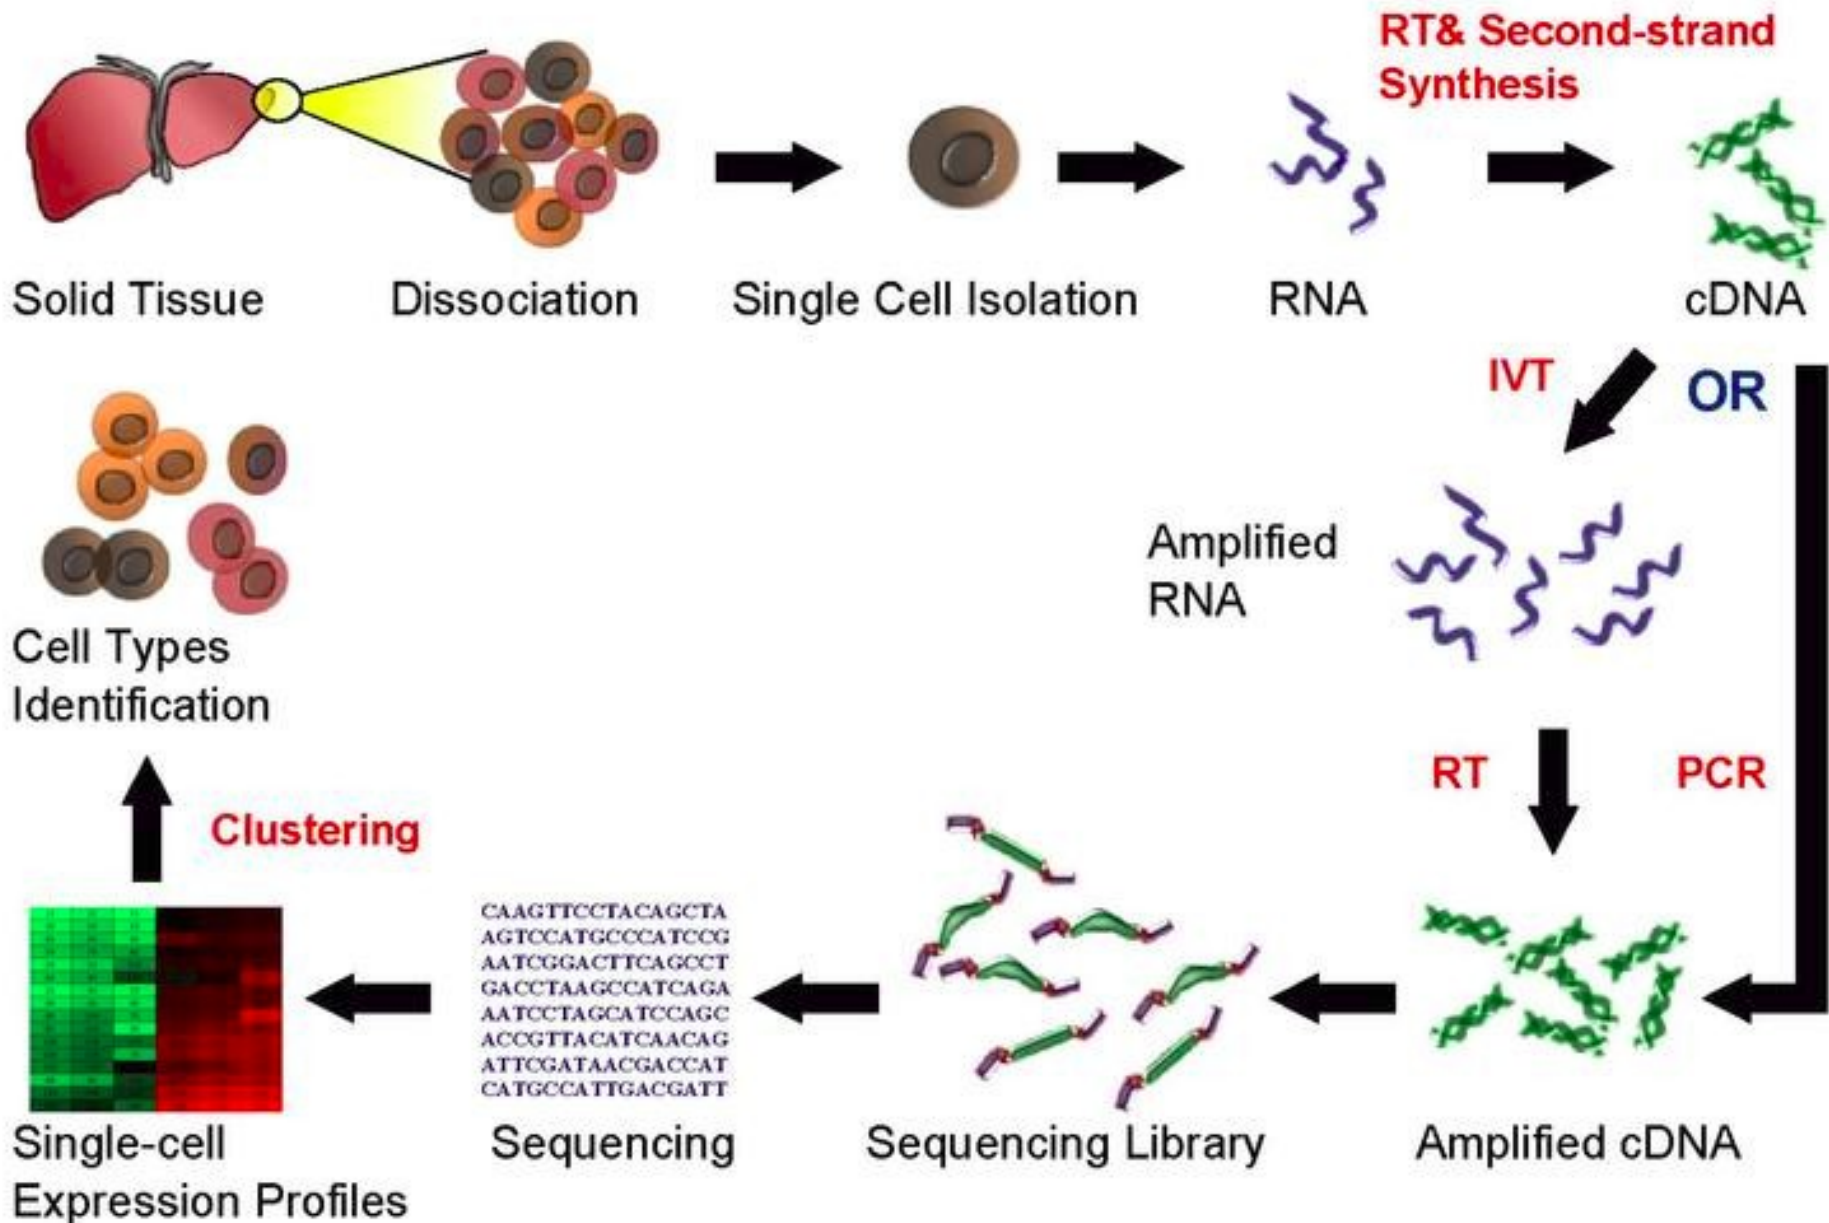 RT& Second-strand
Synthesis
Solid Tissue
Dissociation
Single Cell Isolation
RNA
cDNA
IVT
OR
Amplified
RNA
Cell Types
Identification
RT
PCR
Clustering
CAAGTTCCTACAGCTA
AGTCCATGCCCATCCG
AATCGGACTTCAGCCT
GACCTAAGCCATCAGA
AATCCTAGCATCCAGC
ACCGTTACATCAACAG
ATTCGATAACGACCAT
CATGCCATTGACGATT
Single-cell
Expression Profiles
Sequencing
Sequencing Library
Amplified cDNA